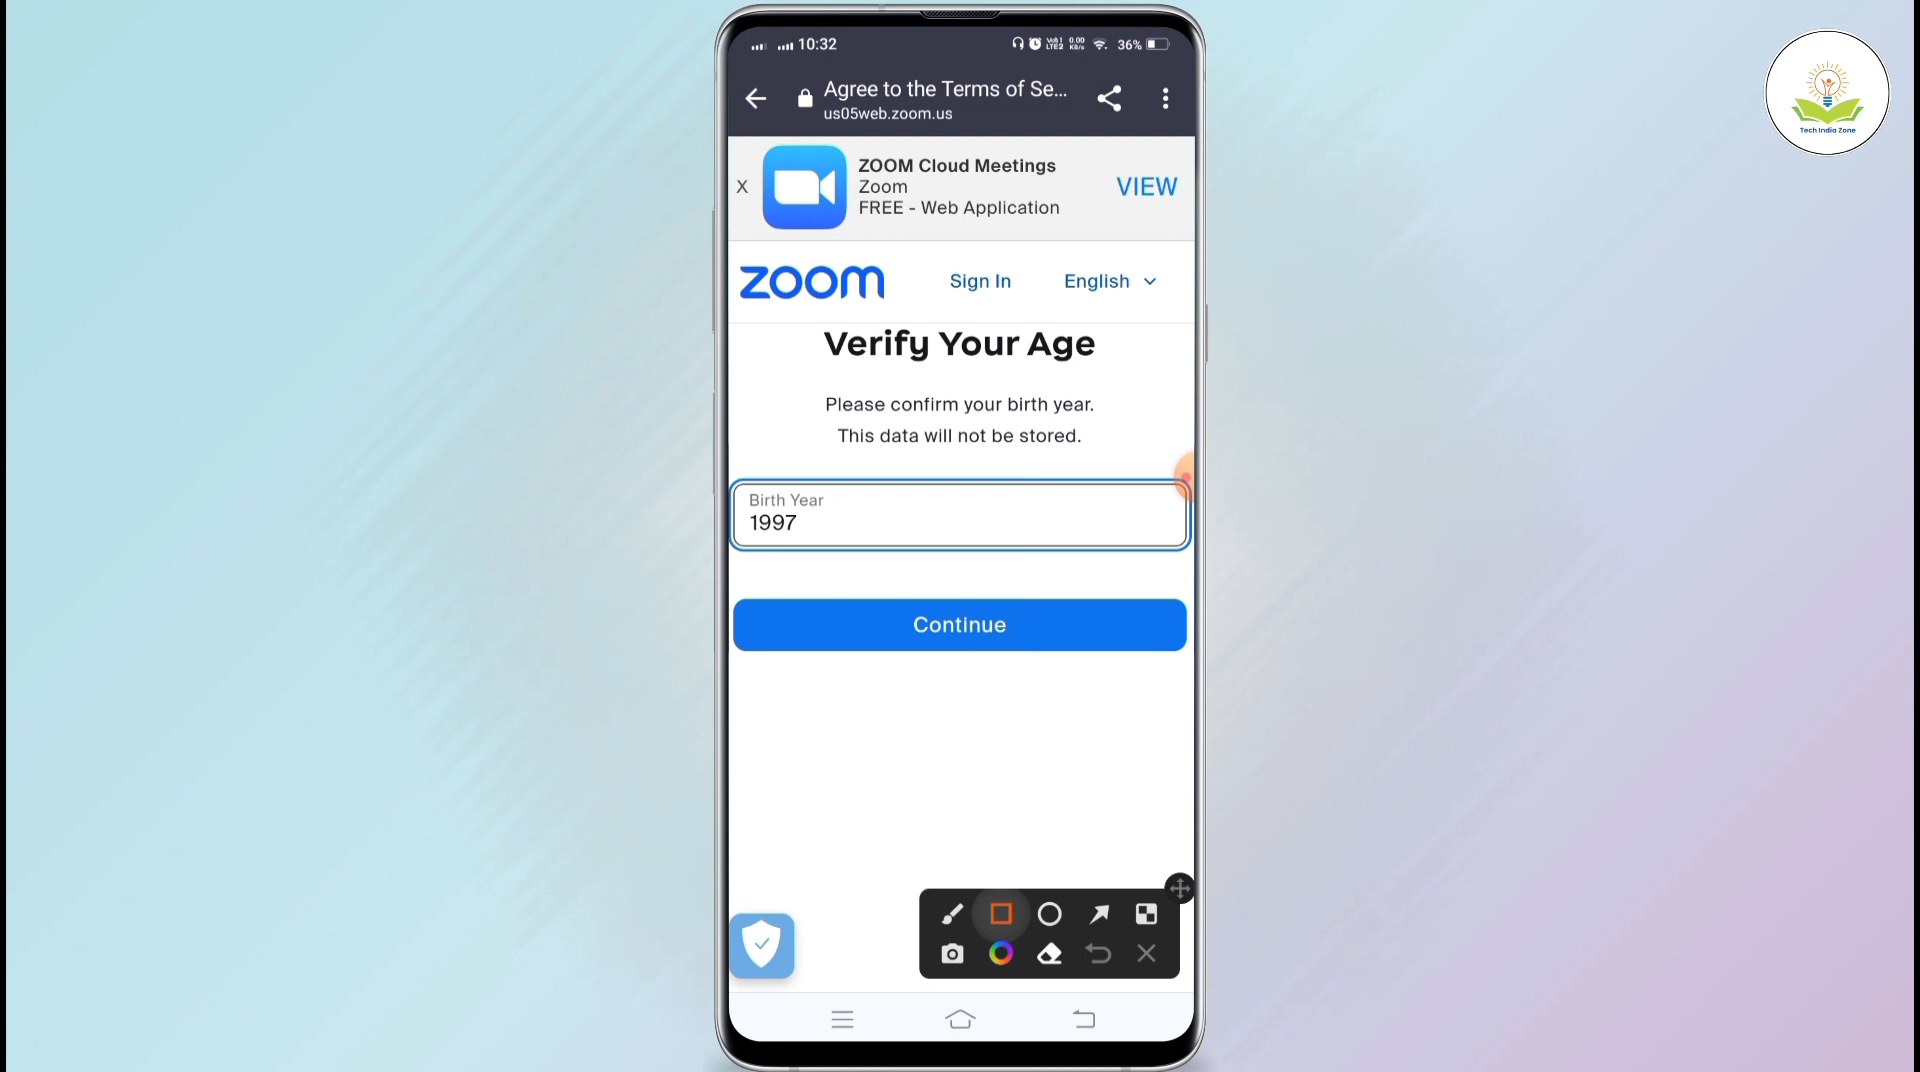 10:32
36%
Agree to the Terms of Se...
us05web.zoom.us
X
ZOOM Cloud Meetings
Zoom
FREE - Web Application
VIEW
zoom
Sign In
English
Verify Your Age
Please confirm your birth year.
This data will not be stored.
Birth Year
1997
Continue
Tech India Zone